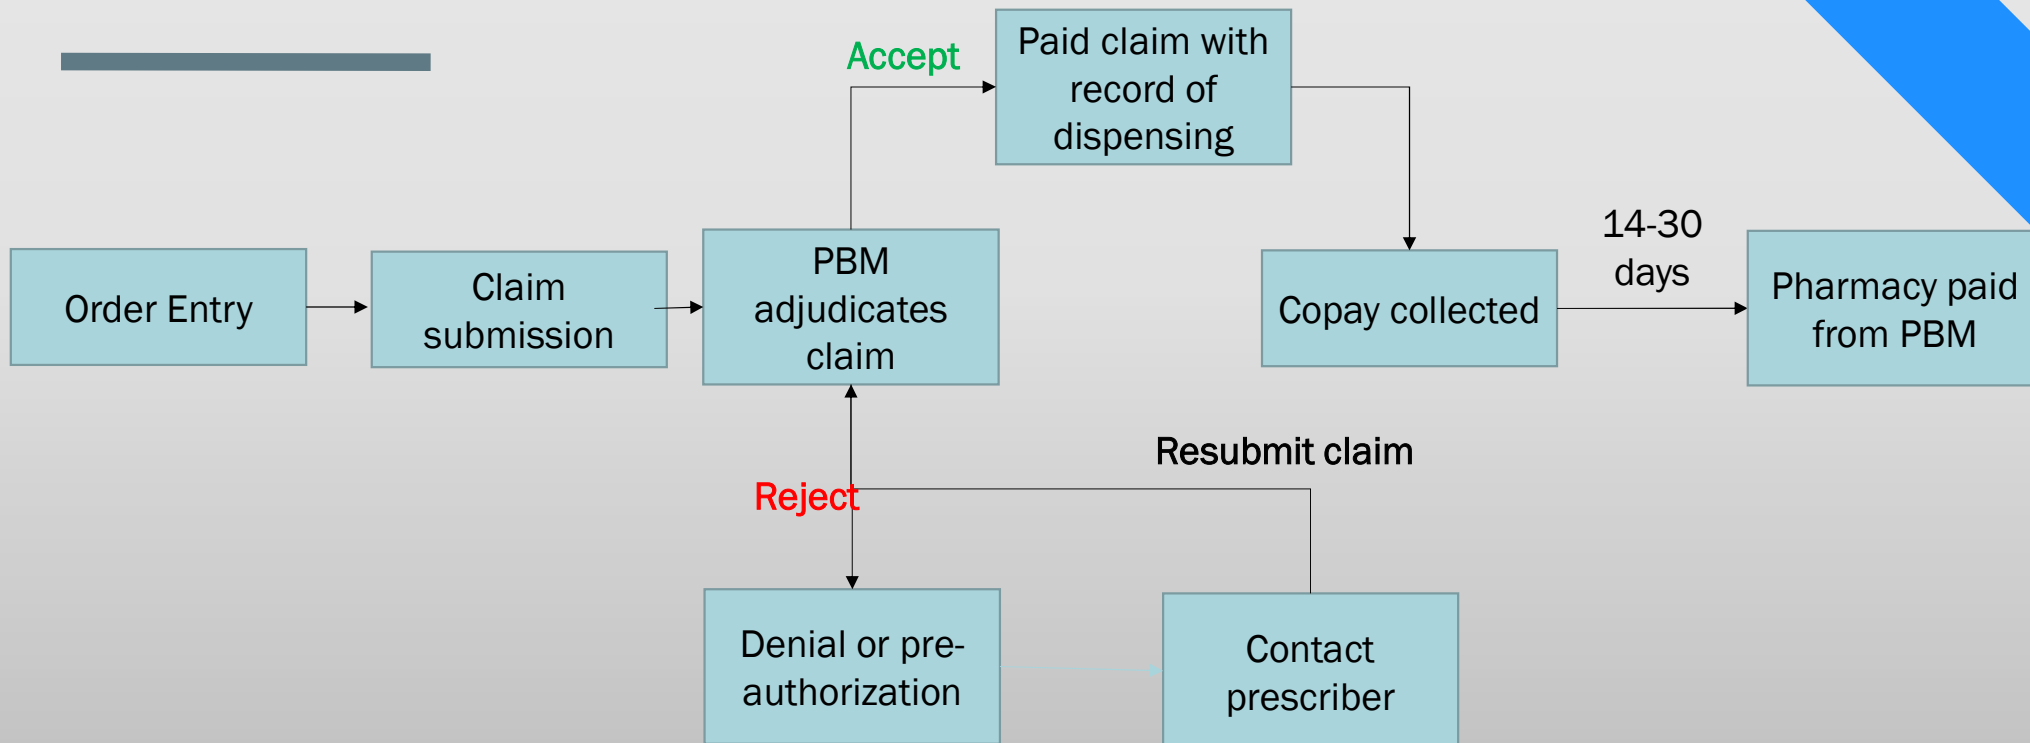 Accept
Paid claim with
record of
dispensing
Order Entry
Claim
submission
PBM
adjudicates
claim
Copay collected
14-30
days
Pharmacy paid
from PBM
Resubmit claim
Reject
Denial or pre-
authorization
Contact
prescriber